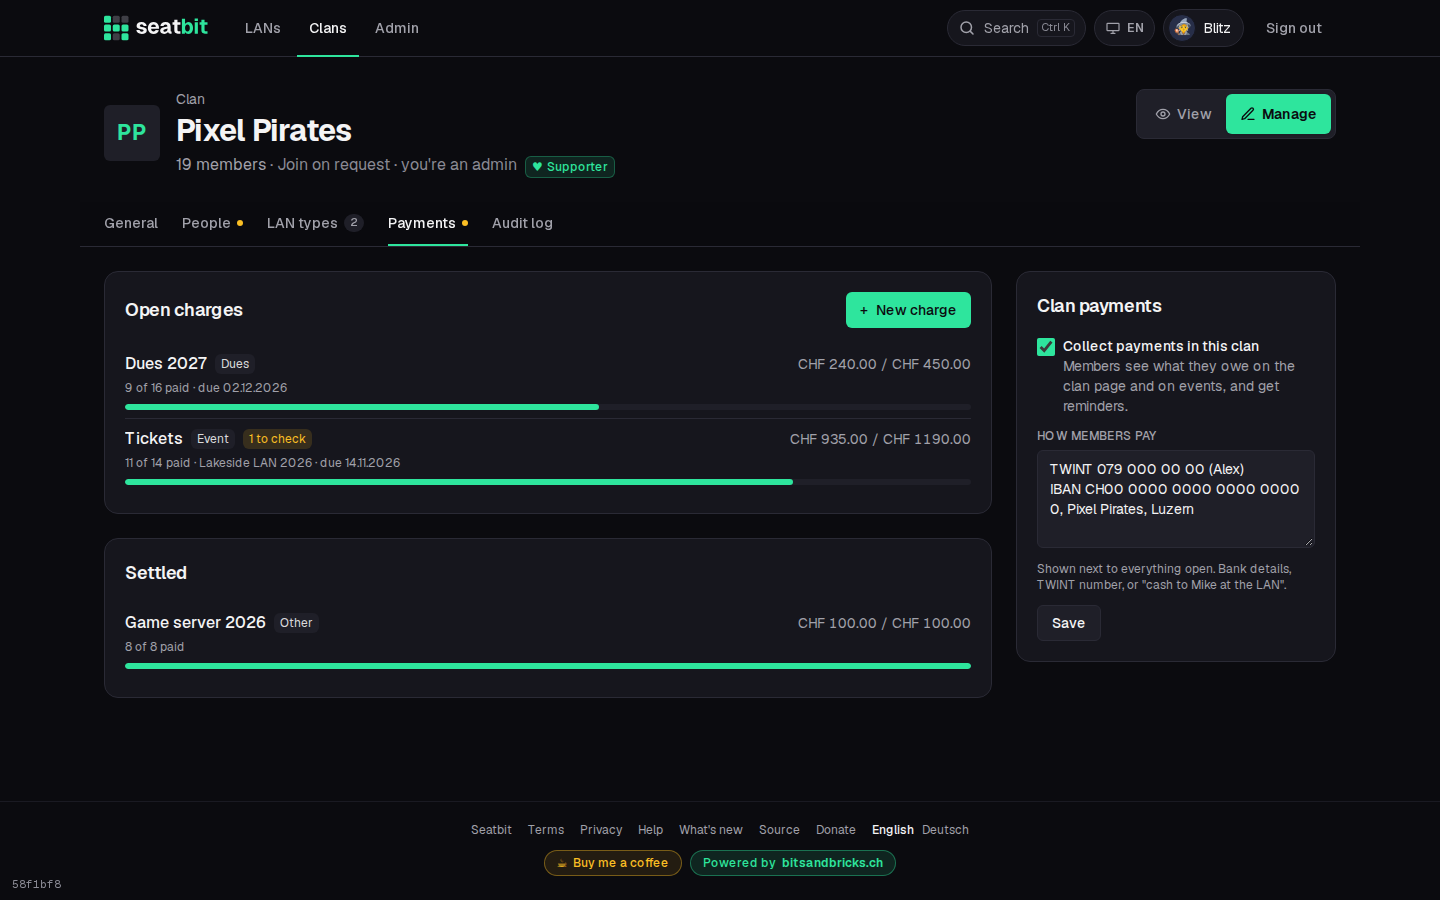 seatbit
LANs
Clans
Admin
Search Ctrl K
EN
Blitz
Sign out
PP
Clan
Pixel Pirates
19 members · Join on request · you're an admin ♥ Supporter
View
Manage
General
People
LAN types 2
Payments
Audit log
Open charges
+ New charge
Dues 2027 Dues CHF 240.00 / CHF 450.00
9 of 16 paid · due 02.12.2026
Tickets Event 1 to check CHF 935.00 / CHF 1190.00
11 of 14 paid · Lakeside LAN 2026 · due 14.11.2026
Settled
Game server 2026 Other CHF 100.00 / CHF 100.00
8 of 8 paid
Clan payments
Collect payments in this clan
Members see what they owe on the
clan page and on events, and get
reminders.
HOW MEMBERS PAY
TWINT 079 000 00 00 (Alex)
IBAN CH00 0000 0000 0000 0000
0, Pixel Pirates, Luzern
Shown next to everything open. Bank details,
TWINT number, or "cash to Mike at the LAN".
Save
Seatbit Terms Privacy Help What's new Source Donate English Deutsch
Buy me a coffee
Powered by bitsandbricks.ch
58f1bf8